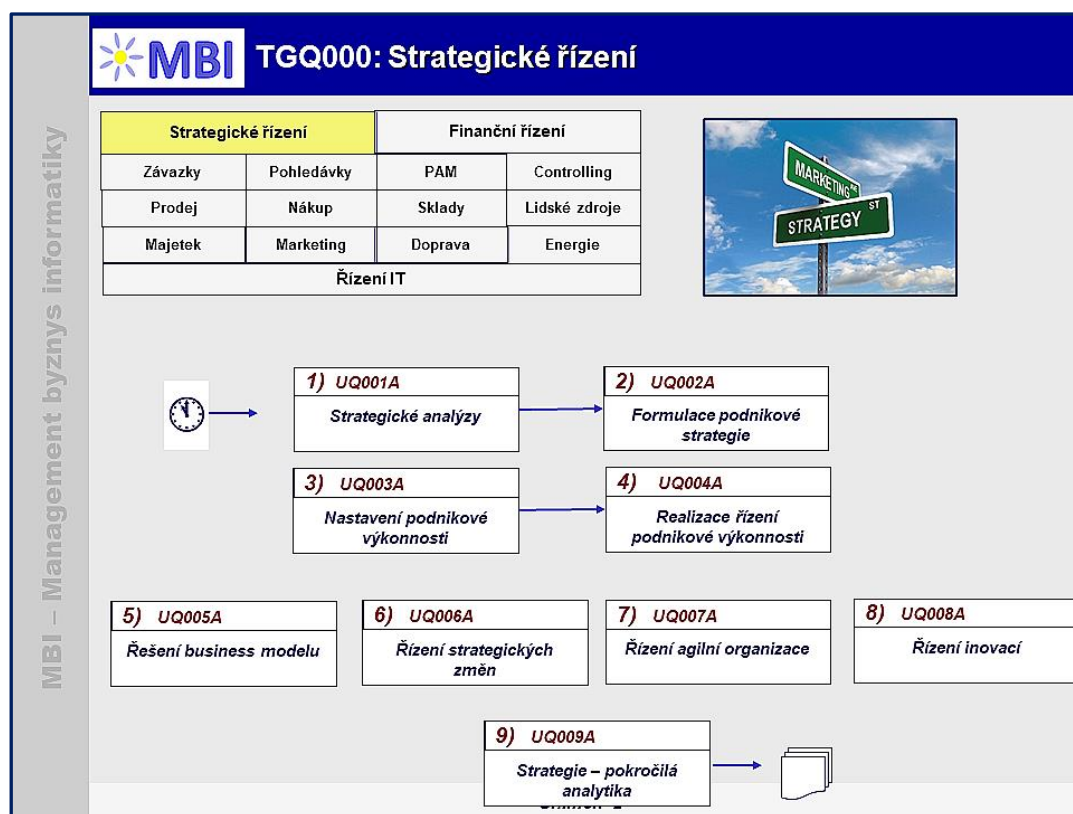 MBI – Management byznys informatiky
MBI
TGQ000: Strategické řízení
Strategické řízení
Finanční řízení
Závazky
Pohledávky
PAM
Controlling
Prodej
Nákup
Sklady
Lidské zdroje
Majetek
Marketing
Doprava
Energie
Řízení IT
MARKETING
STRATEGY ST
1) UQ001A
Strategické analýzy
2) UQ002A
Formulace podnikové
strategie
3) UQ003A
Nastavení podnikové
výkonnosti
4) UQ004A
Realizace řízení
podnikové výkonnosti
5) UQ005A
Řešení business modelu
6) UQ006A
Řízení strategických
změn
7) UQ007A
Řízení agilní organizace
8) UQ008A
Řízení inovací
9) UQ009A
Strategie – pokročilá
analytika